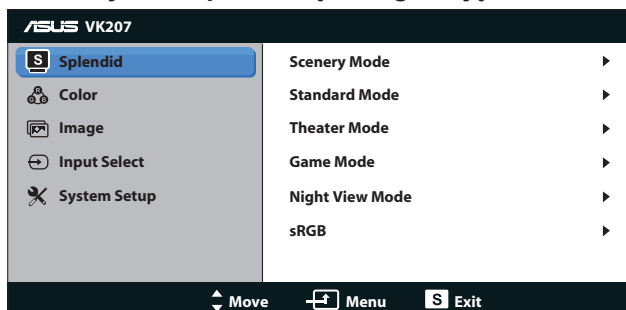 ASUS VK207
S Splendid
Color
Image
Input Select
System Setup
Scenery Mode
Standard Mode
Theater Mode
Game Mode
Night View Mode
sRGB
Move Menu S Exit